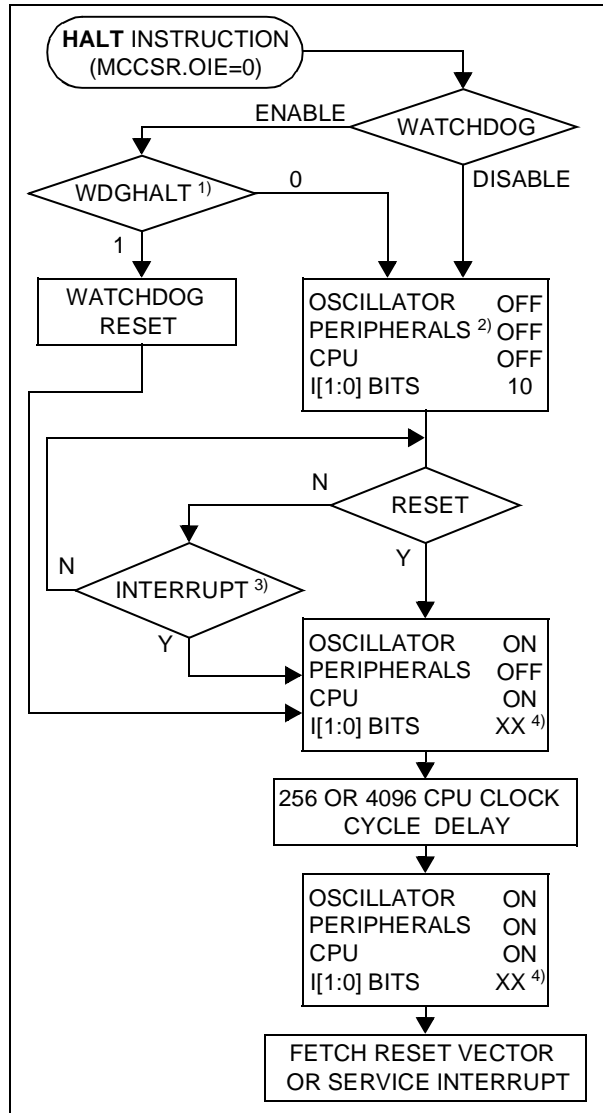 HALT INSTRUCTION
(MCCSR.OIE=0)
ENABLE
WATCHDOG
WDGHALT 1)
0
DISABLE
1
WATCHDOG
RESET
OSCILLATOR OFF
PERIPHERALS 2) OFF
CPU OFF
I[1:0] BITS 10
N
RESET
N
INTERRUPT 3)
Y
Y
OSCILLATOR ON
PERIPHERALS OFF
CPU ON
I[1:0] BITS XX 4)
256 OR 4096 CPU CLOCK
CYCLE DELAY
OSCILLATOR ON
PERIPHERALS ON
CPU ON
I[1:0] BITS XX 4)
FETCH RESET VECTOR
OR SERVICE INTERRUPT